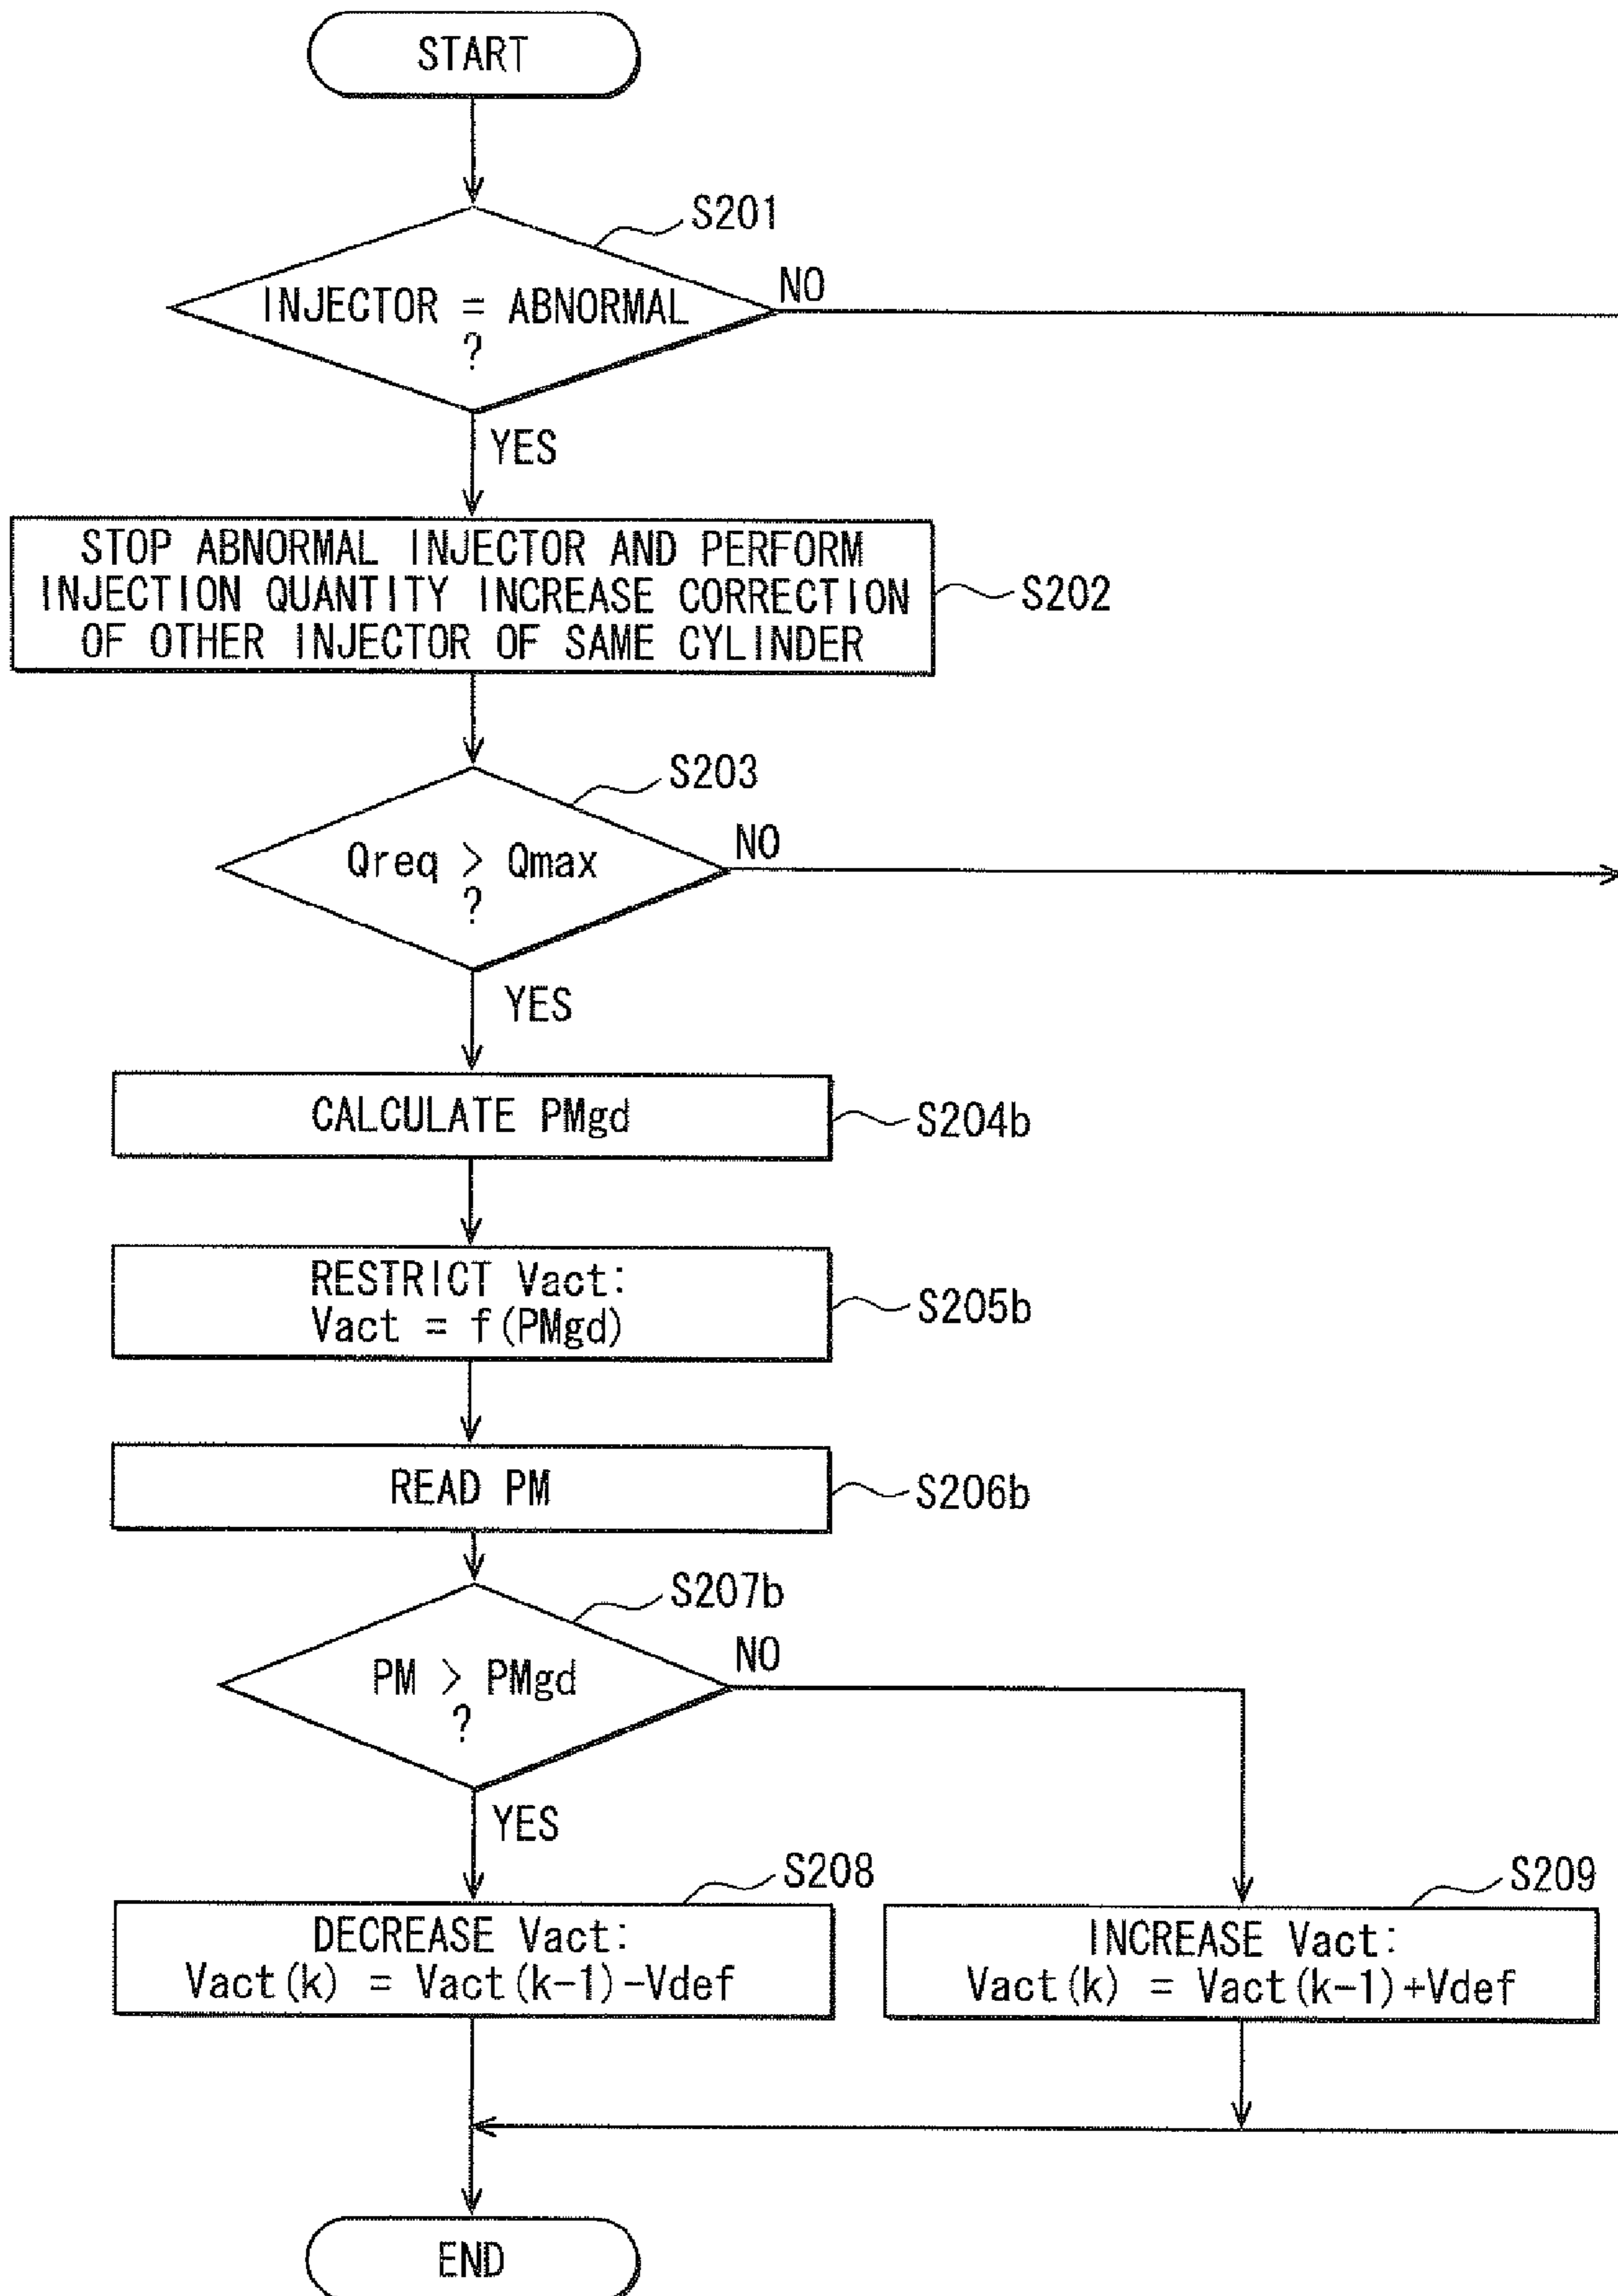 START
S201
INJECTOR = ABNORMAL
?
NO
YES
STOP ABNORMAL INJECTOR AND PERFORM
INJECTION QUANTITY INCREASE CORRECTION
OF OTHER INJECTOR OF SAME CYLINDER
S202
S203
Qreq > Qmax
?
NO
YES
CALCULATE PMgd
S204b
RESTRICT Vact:
Vact = f(PMgd)
S205b
READ PM
S206b
S207b
PM > PMgd
?
NO
YES
S208
DECREASE Vact:
Vact(k) = Vact(k-1)-Vdef
S209
INCREASE Vact:
Vact(k) = Vact(k-1)+Vdef
END